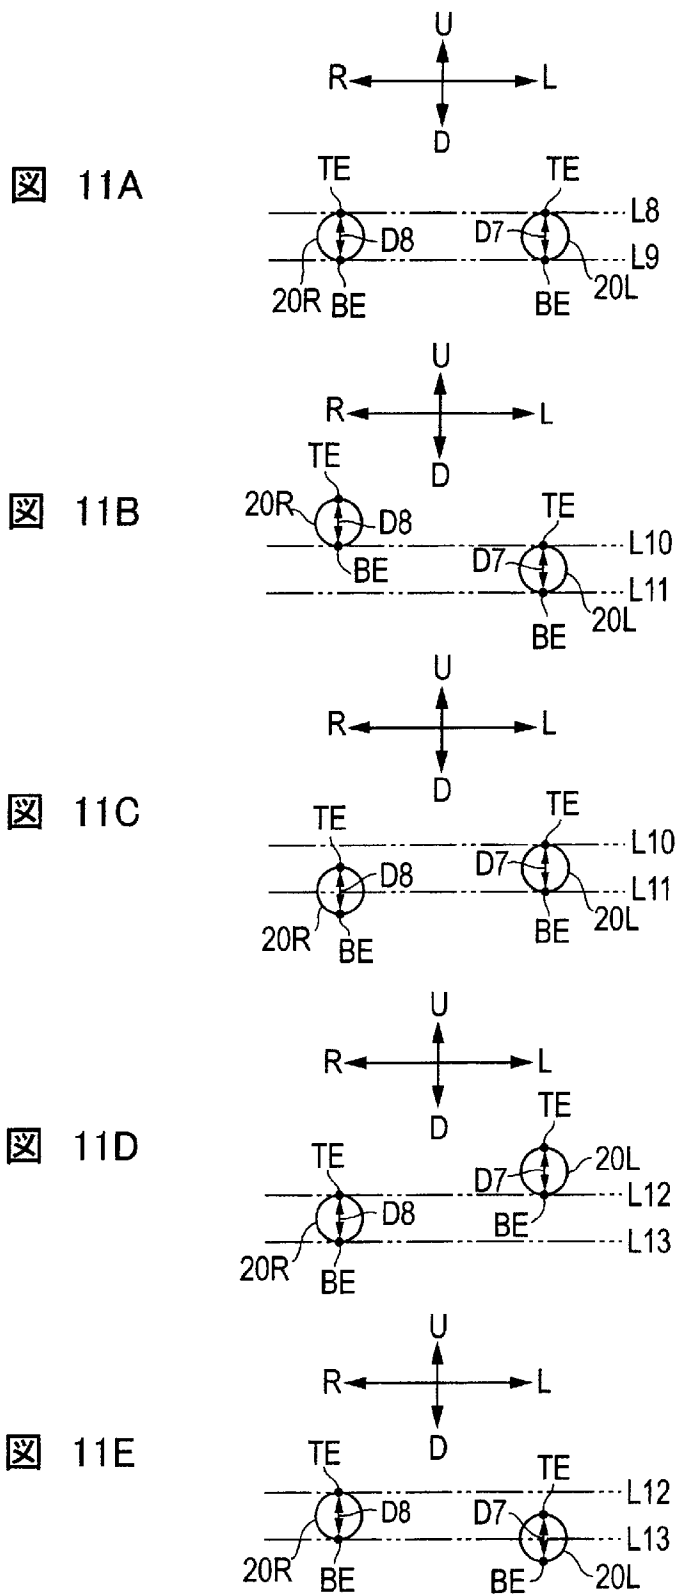 U
R L
D
図 11A
TE TE
L8
D8 D7
L9
20R BE BE 20L
U
R L
D
図 11B
TE
20R D8 TE
L10
BE D7
L11
BE 20L
U
R L
D
図 11C
TE TE
L10
D8 D7
L11
20R BE BE 20L
U
R L
D
図 11D
TE
TE D7 20L
L12
D8 BE
L13
20R BE
U
R L
D
図 11E
TE TE
L12
D8 D7
L13
20R BE BE 20L